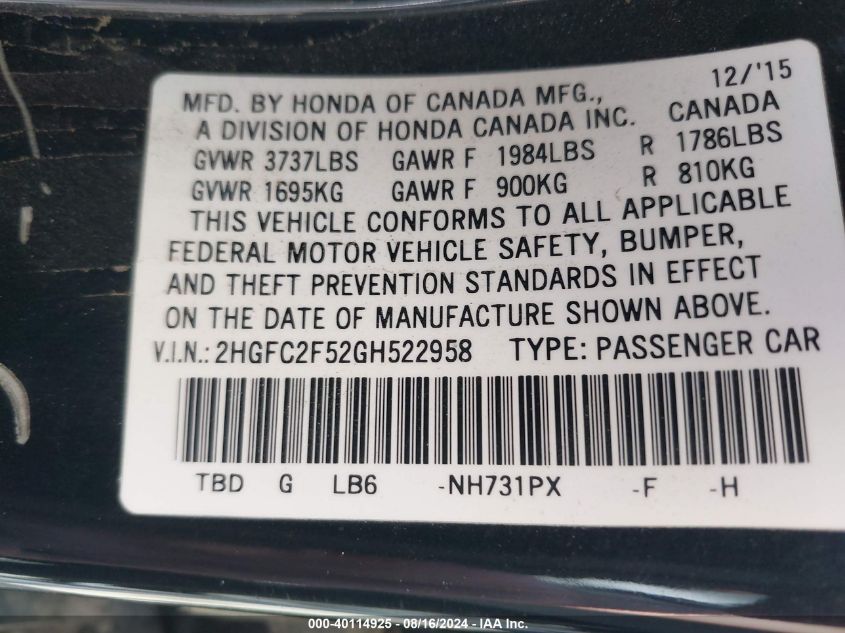 12/'15
MFD. BY HONDA OF CANADA MFG.,
A DIVISION OF HONDA CANADA INC. CANADA
GVWR 3737LBS GAWR F 1984LBS R 1786LBS
GVWR 1695KG GAWR F 900KG R 810KG
THIS VEHICLE CONFORMS TO ALL APPLICABLE
FEDERAL MOTOR VEHICLE SAFETY, BUMPER,
AND THEFT PREVENTION STANDARDS IN EFFECT
ON THE DATE OF MANUFACTURE SHOWN ABOVE.
V.I.N.: 2HGFC2F52GH522958 TYPE: PASSENGER CAR
TBD G LB6 -NH731PX -F -H
000-40114925 - 08/16/2024 - IAA Inc.